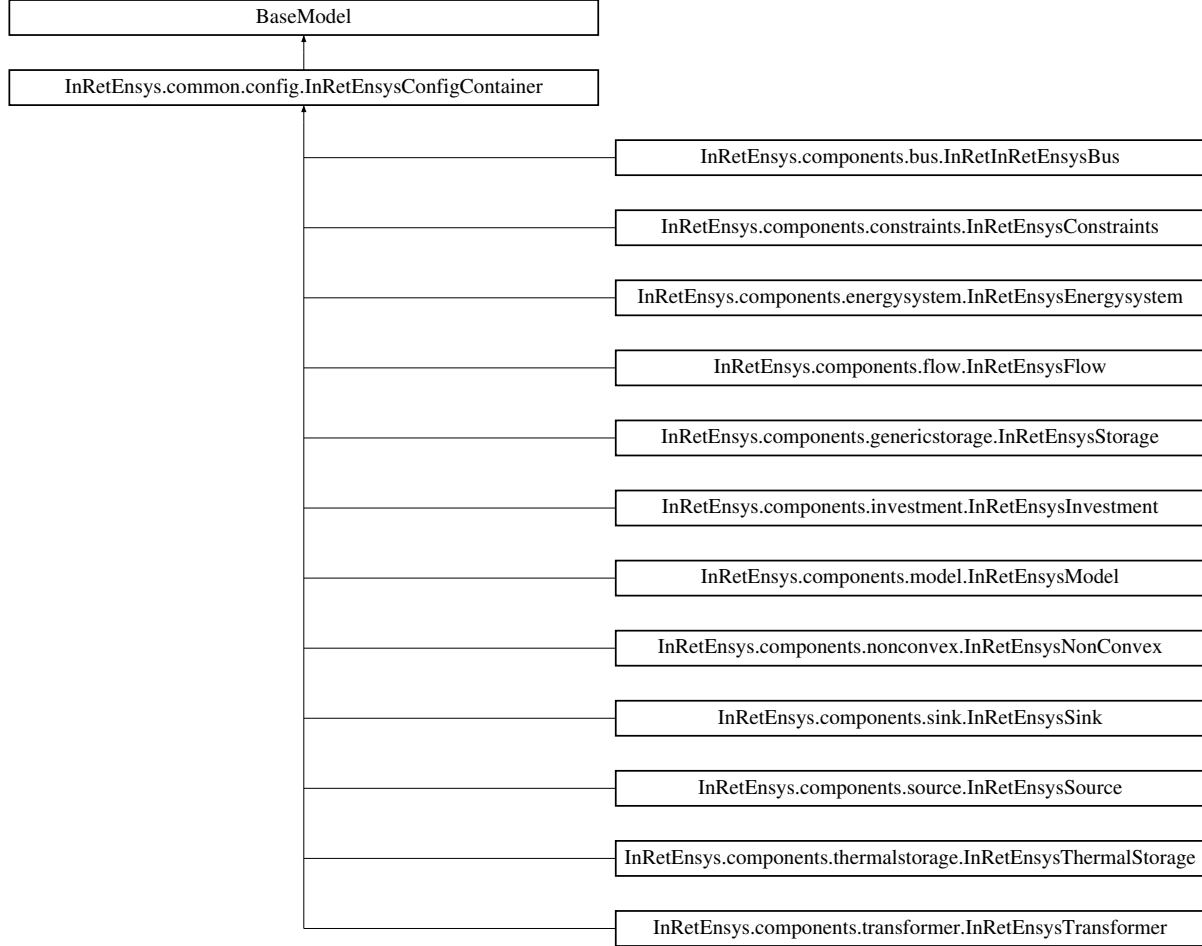 BaseModel
InRetEnsys.common.config.InRetEnsysConfigContainer
InRetEnsys.components.bus.InRetInRetEnsysBus
InRetEnsys.components.constraints.InRetEnsysConstraints
InRetEnsys.components.energysystem.InRetEnsysEnergysystem
InRetEnsys.components.flow.InRetEnsysFlow
InRetEnsys.components.genericstorage.InRetEnsysStorage
InRetEnsys.components.investment.InRetEnsysInvestment
InRetEnsys.components.model.InRetEnsysModel
InRetEnsys.components.nonconvex.InRetEnsysNonConvex
InRetEnsys.components.sink.InRetEnsysSink
InRetEnsys.components.source.InRetEnsysSource
InRetEnsys.components.thermalstorage.InRetEnsysThermalStorage
InRetEnsys.components.transformer.InRetEnsysTransformer